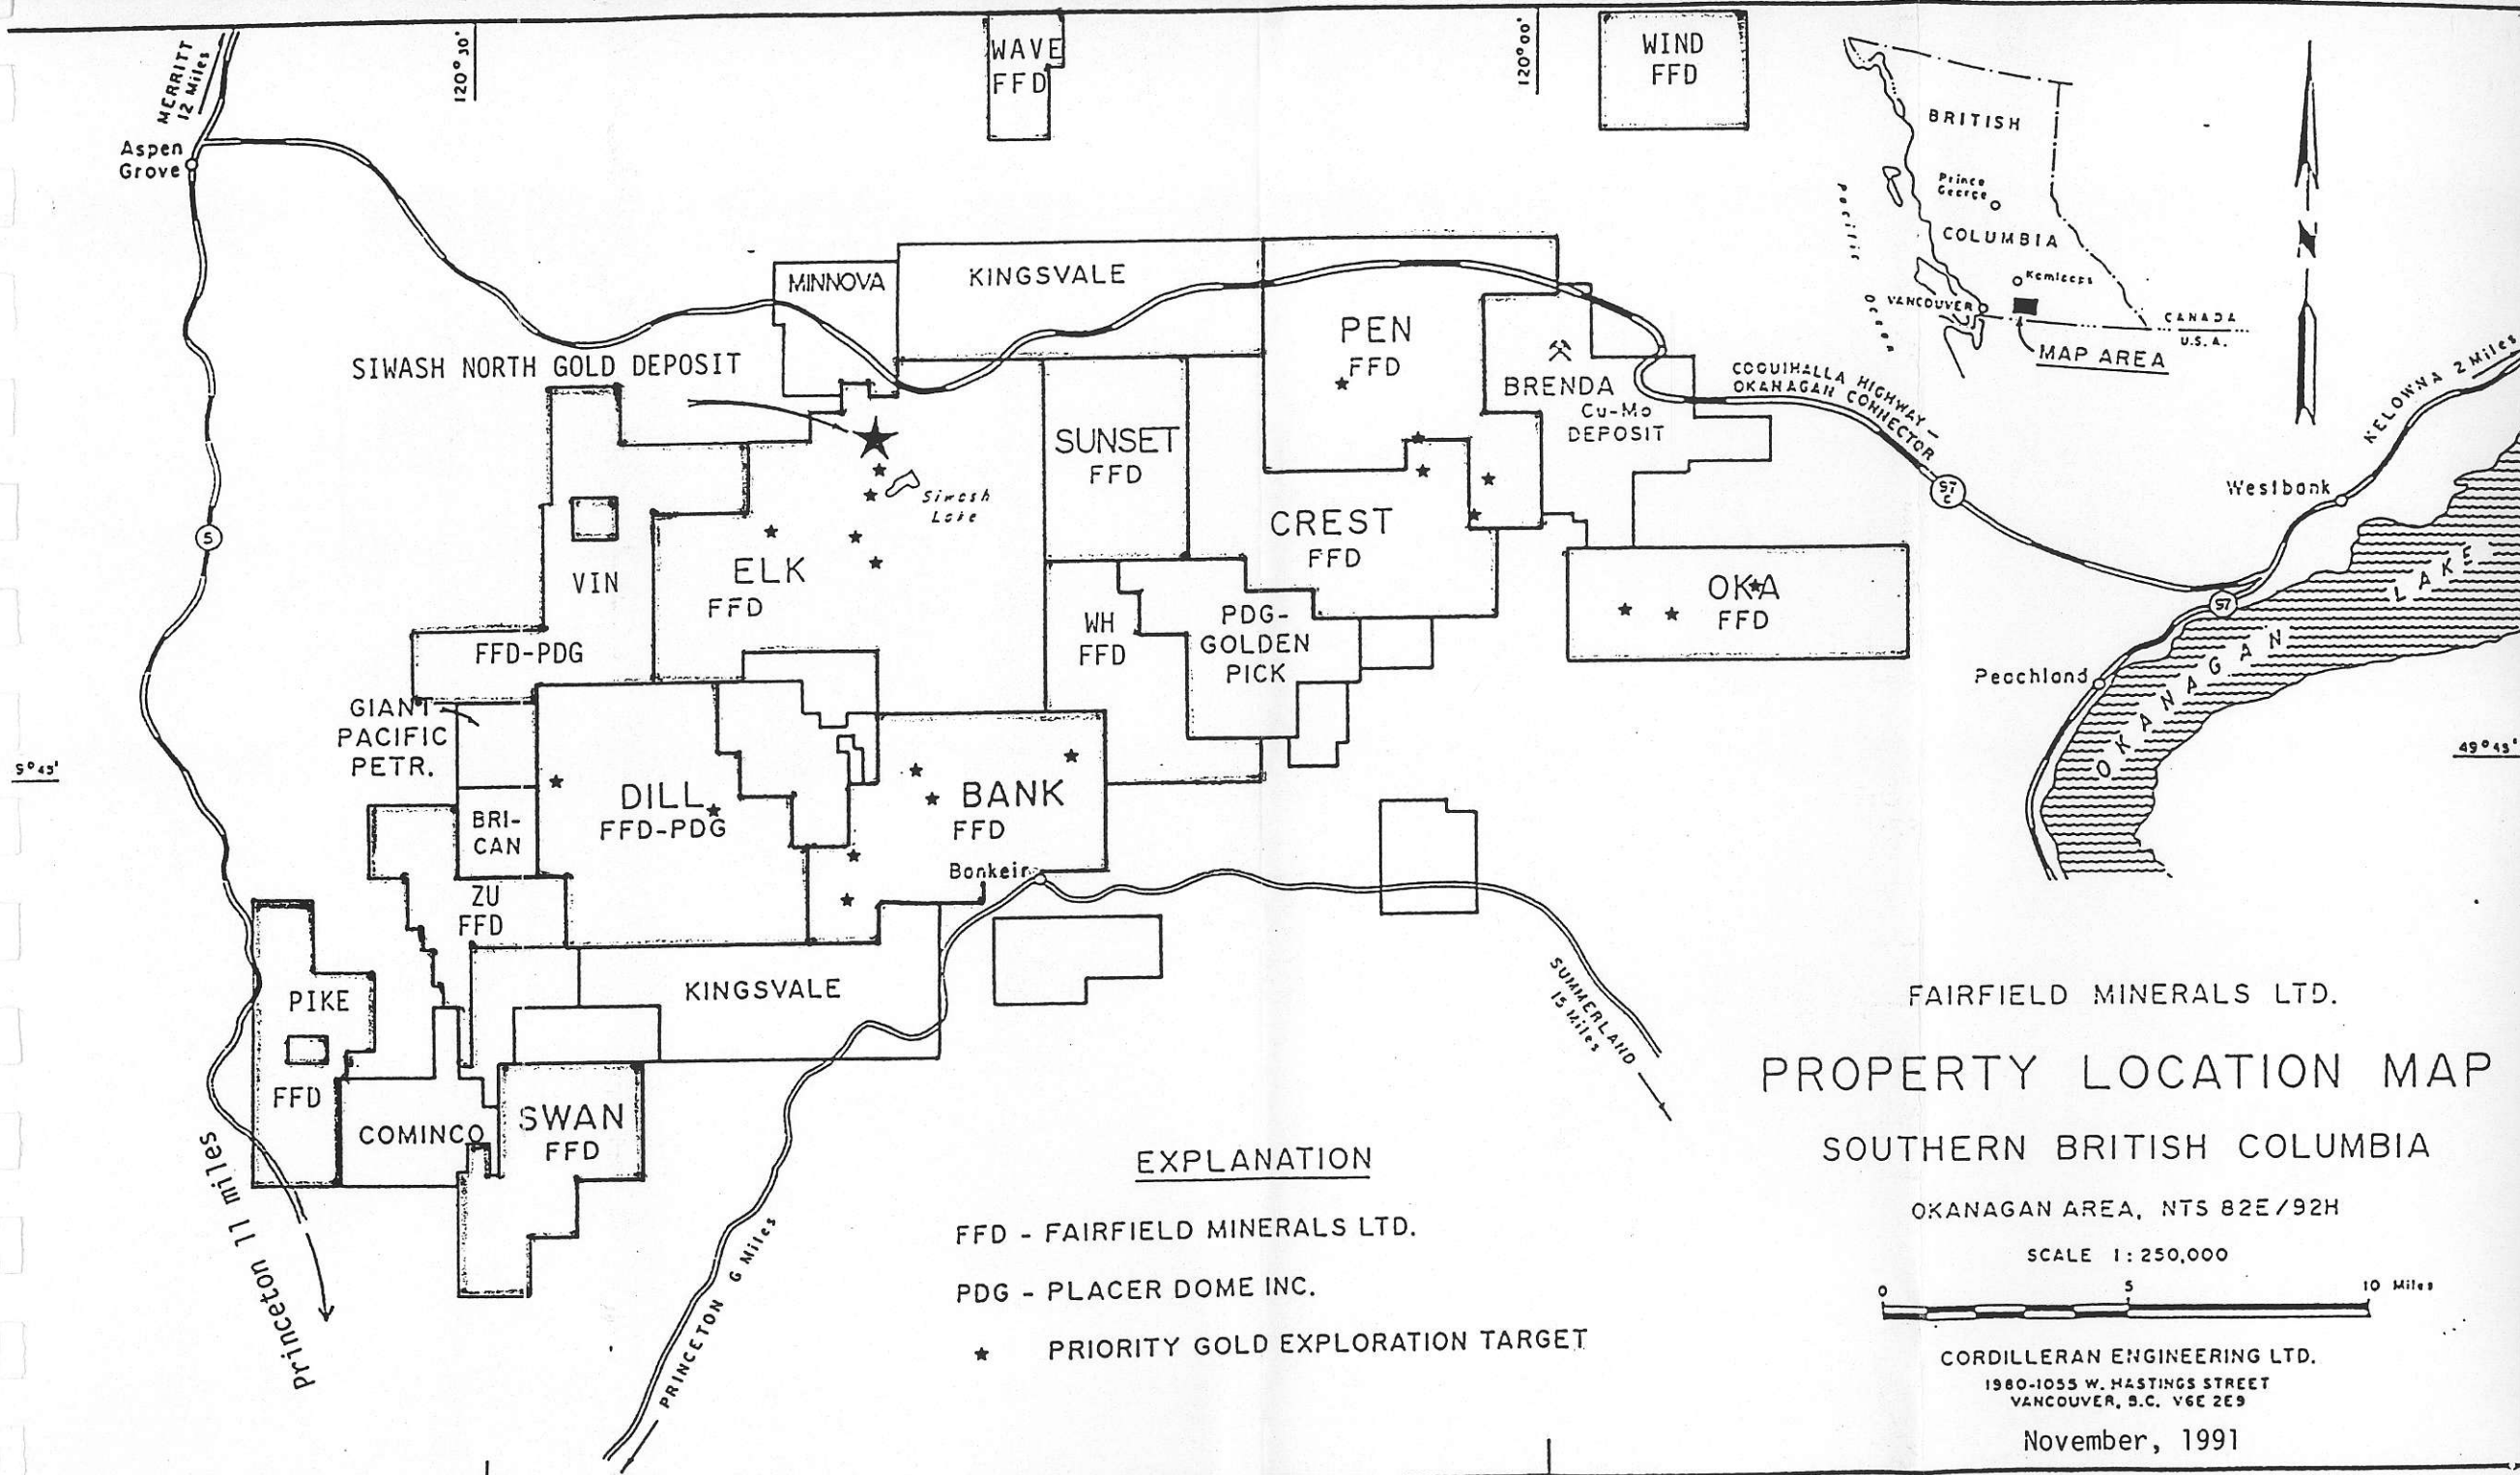 MERRITT
12 Miles
120°30'
WAVE
FFD
120°00'
WIND
FFD
BRITISH
Prince
George
COLUMBIA
Kamloops
VANCOUVER
Pacific
Ocean
CANADA
U.S.A.
MAP AREA
N
Aspen
Grove
MINNOVA
KINGSVALE
PEN
FFD
SIWASH NORTH GOLD DEPOSIT
BRENDA
Cu-Mo
DEPOSIT
COQUIHALLA HIGHWAY -
OKANAGAN CONNECTOR
KELOWNA 2 Miles
SUNSET
FFD
Siwash
Lake
97
C
Westbank
5
CREST
FFD
VIN
ELK
FFD
OKA
FFD
97
OKANAGAN LAKE
WH
FFD
PDG-
GOLDEN
PICK
FFD-PDG
Peachland
GIANT
PACIFIC
PETR.
9°45'
49°45'
DILL
FFD-PDG
BANK
FFD
BRI-
CAN
Bankeir
ZU
FFD
PIKE
FFD
KINGSVALE
SUMMERLAND
15 Miles
COMINCO
SWAN
FFD
Princeton 11 miles
PRINCETON G Miles
EXPLANATION
FFD - FAIRFIELD MINERALS LTD.
PDG - PLACER DOME INC.
★ PRIORITY GOLD EXPLORATION TARGET
FAIRFIELD MINERALS LTD.
PROPERTY LOCATION MAP
SOUTHERN BRITISH COLUMBIA
OKANAGAN AREA, NTS 82E/92H
SCALE 1:250,000
0 5 10 Miles
CORDILLERAN ENGINEERING LTD.
1980-1055 W. HASTINGS STREET
VANCOUVER, B.C. V6E 2E9
November, 1991